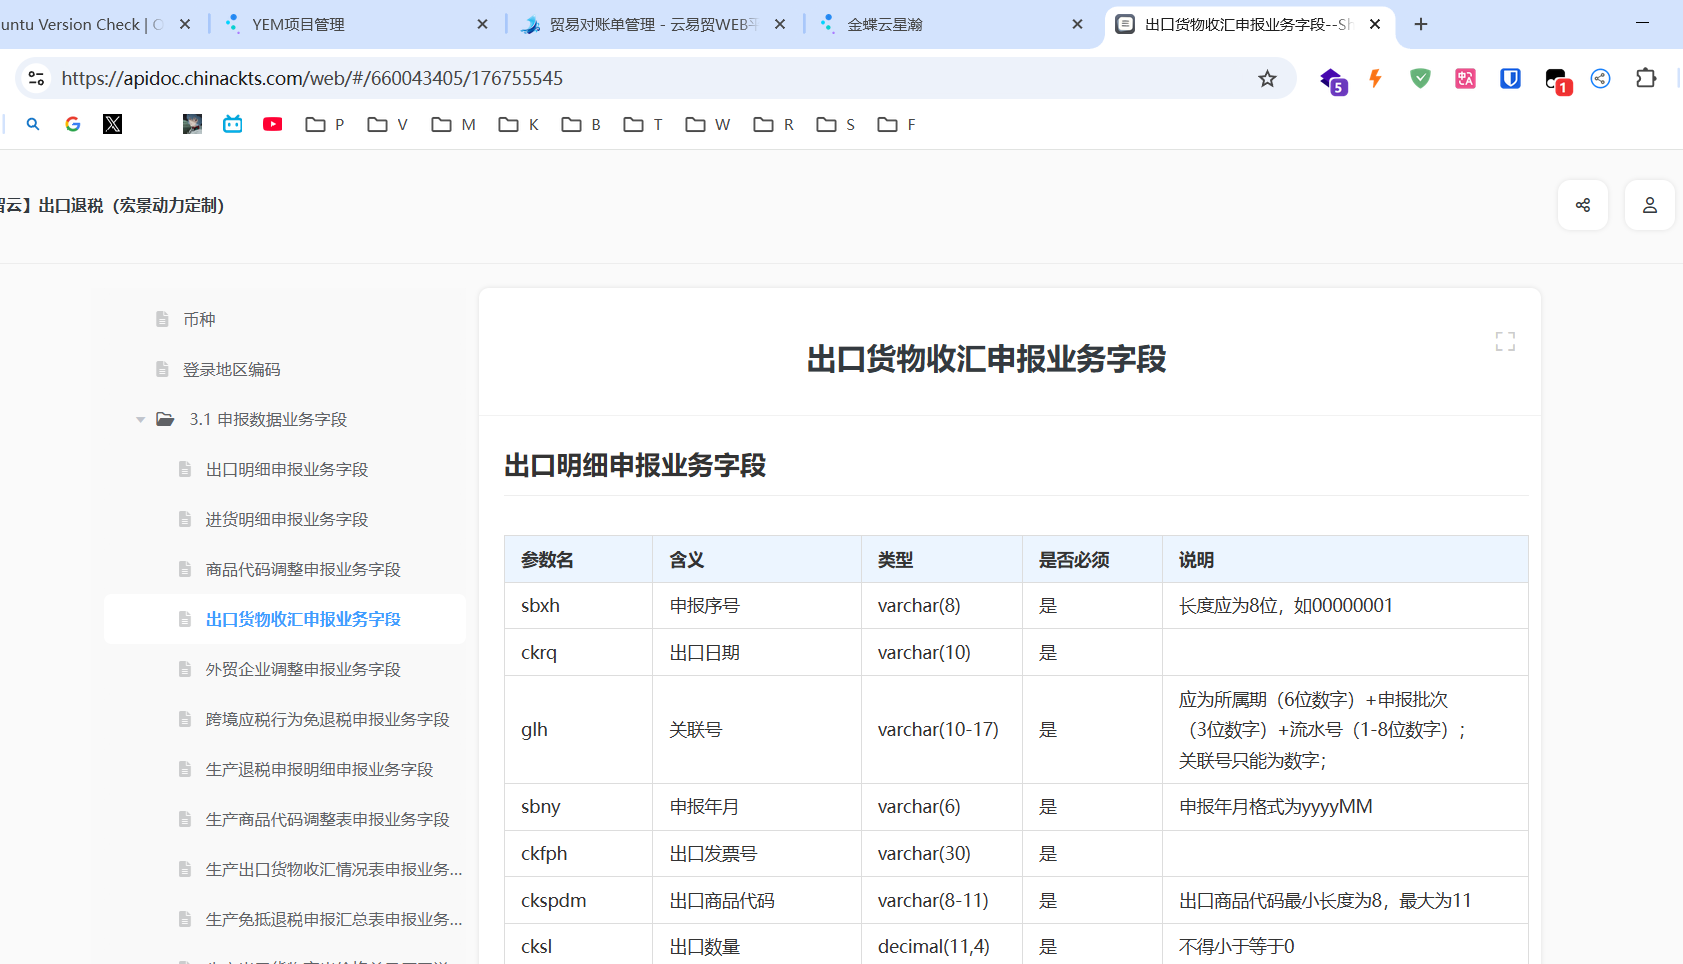 untu Version Check |
YEM项目管理
贸易对账单管理 - 云易贸WEB平
金蝶云星瀚
出口货物收汇申报业务字段--Sh
https://apidoc.chinackts.com/web/#/660043405/176755545
5
1
P
V
M
K
B
T
W
R
S
F
云】出口退税（宏景动力定制）
币种
登录地区编码
3.1 申报数据业务字段
出口明细申报业务字段
进货明细申报业务字段
商品代码调整申报业务字段
出口货物收汇申报业务字段
外贸企业调整申报业务字段
跨境应税行为免退税申报业务字段
生产退税申报明细申报业务字段
生产商品代码调整表申报业务字段
生产出口货物收汇情况表申报业务...
生产免抵退税申报汇总表申报业务...
出口货物收汇申报业务字段
出口明细申报业务字段
参数名 含义 类型 是否必须 说明
sbxh 申报序号 varchar(8) 是 长度应为8位，如00000001
ckrq 出口日期 varchar(10) 是
glh 关联号 varchar(10-17) 是 应为所属期（6位数字）+申报批次
（3位数字）+流水号（1-8位数字）；
关联号只能为数字；
sbny 申报年月 varchar(6) 是 申报年月格式为yyyyMM
ckfph 出口发票号 varchar(30) 是
ckspdm 出口商品代码 varchar(8-11) 是 出口商品代码最小长度为8，最大为11
cksl 出口数量 decimal(11,4) 是 不得小于等于0